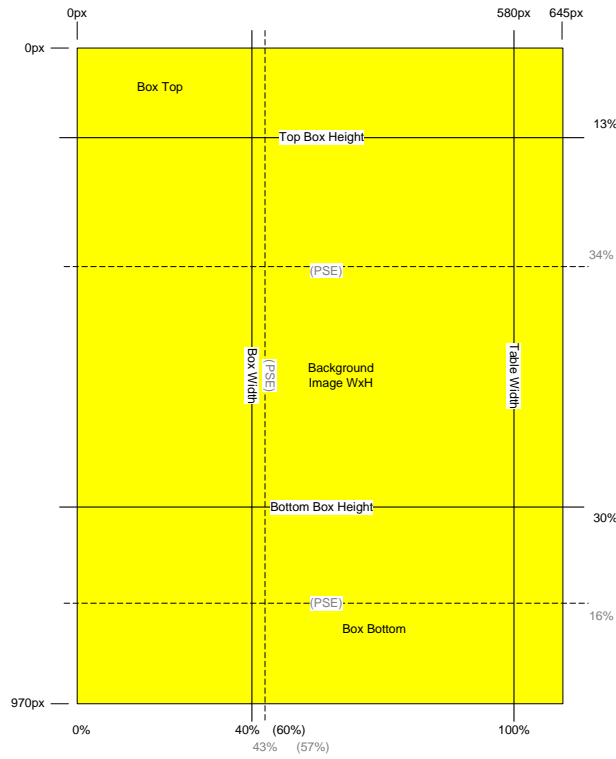 0px
580px
645px
0px
Box Top
13%
Top Box Height
34%
(PSE)
Box Width
(PSE)
Background
Image WxH
Table Width
Bottom Box Height
30%
(PSE)
16%
Box Bottom
970px
0%
40%
(60%)
100%
43%
(57%)